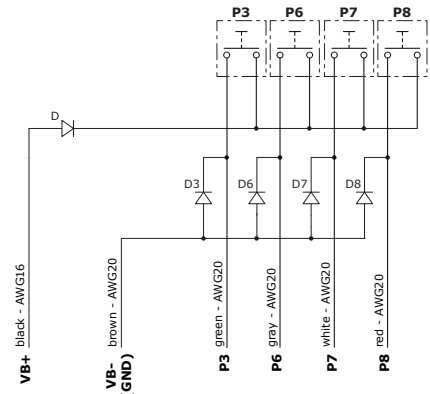 P3
P6
P7
P8
D
D3
D6
D7
D8
black - AWG16
brown - AWG20
green - AWG20
gray - AWG20
white - AWG20
red - AWG20
VB+
VB-
(GND)
P3
P6
P7
P8